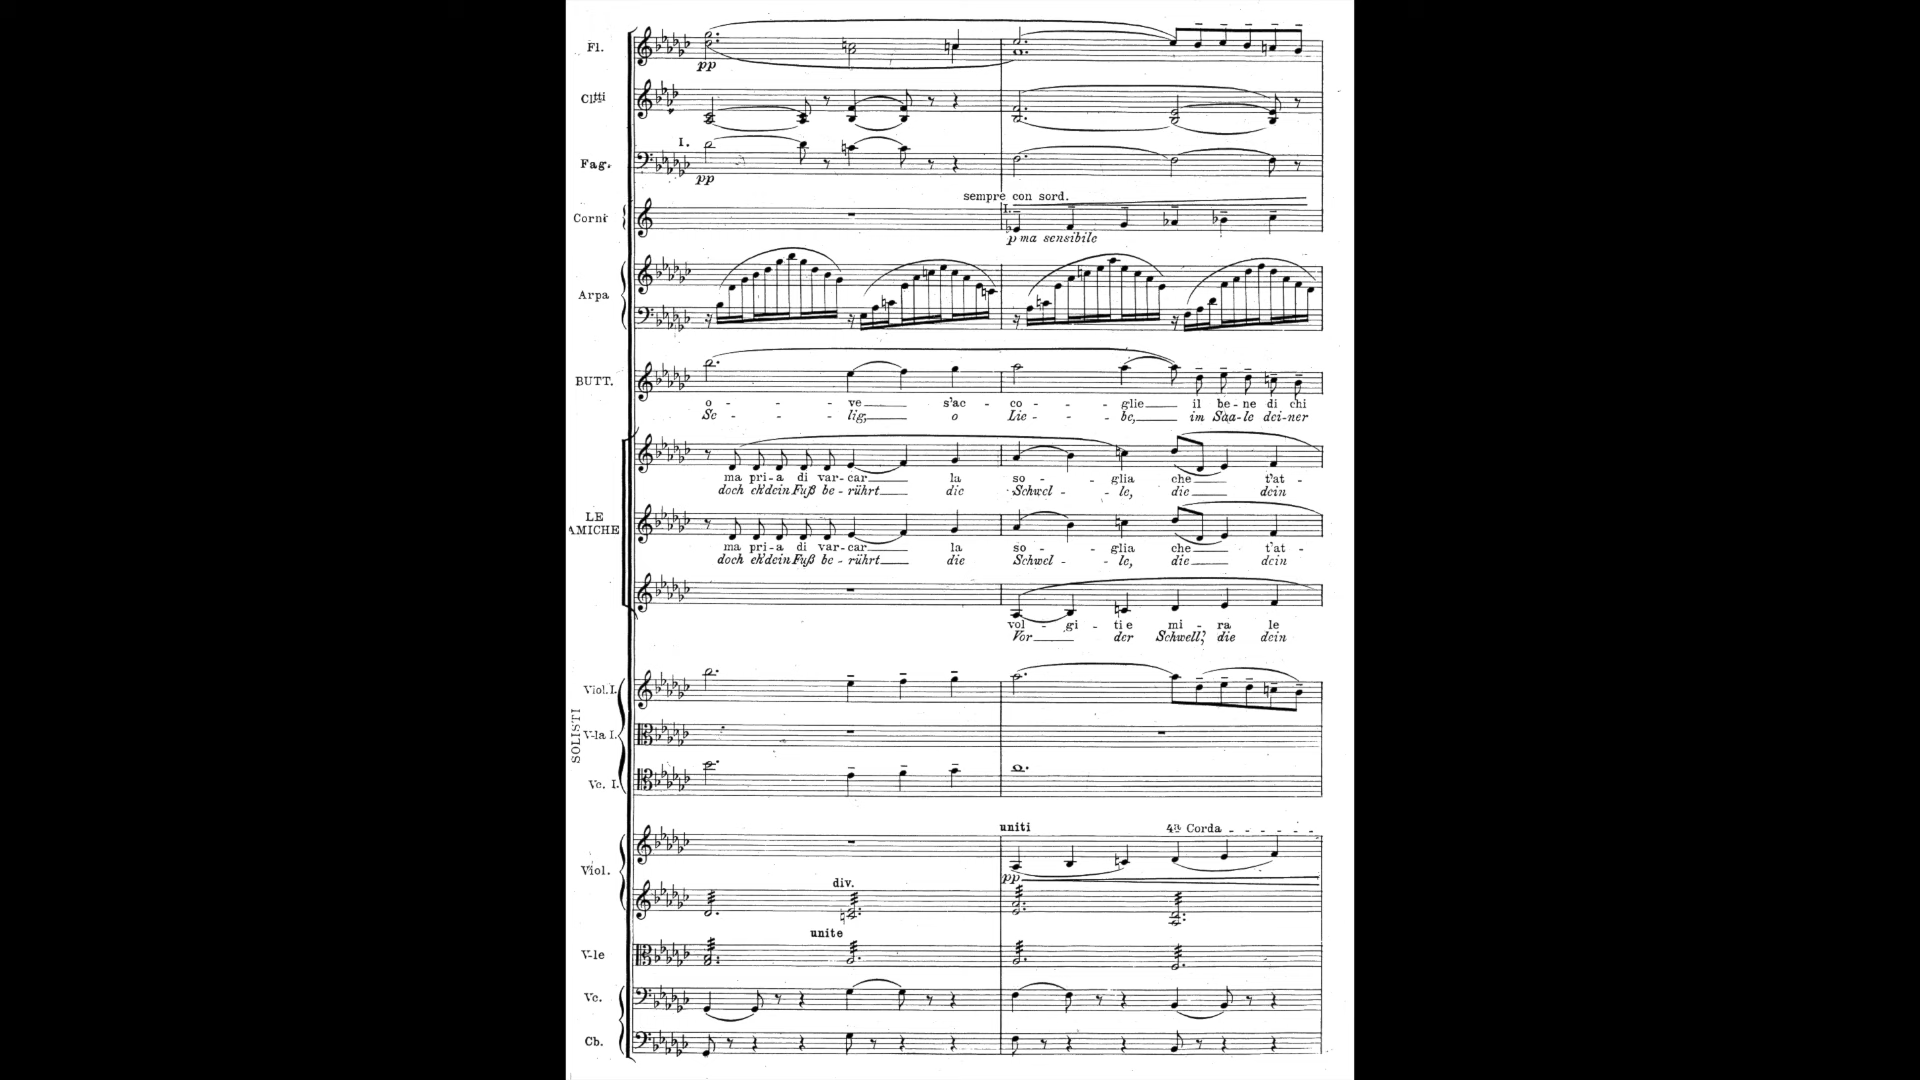 Fl.
pp
Cltti
I.
Fag.
pp
sempre con sord.
Corni
I.
p ma sensibile
Arpa
BUTT.
o - - - ve s'ac - co - - glie il be - ne di chi
Se - - - lig, o Lie - - be, im Saa - le dei - ner
ma pri - a di var - car la so - glia che t'at -
doch eh' dein Fuß be - rührt die Schwel - le, die dein
LE
AMICHE
ma pri - a di var - car la so - glia che t'at -
doch eh' dein Fuß be - rührt die Schwel - le, die dein
vol - gi - ti e mi - ra le
Vor der Schwell', die dein
SOLISTI
Viol. I.
V-la I.
Vc. I.
uniti 4ª Corda
Viol.
pp
div.
unite
V-le
Vc.
Cb.